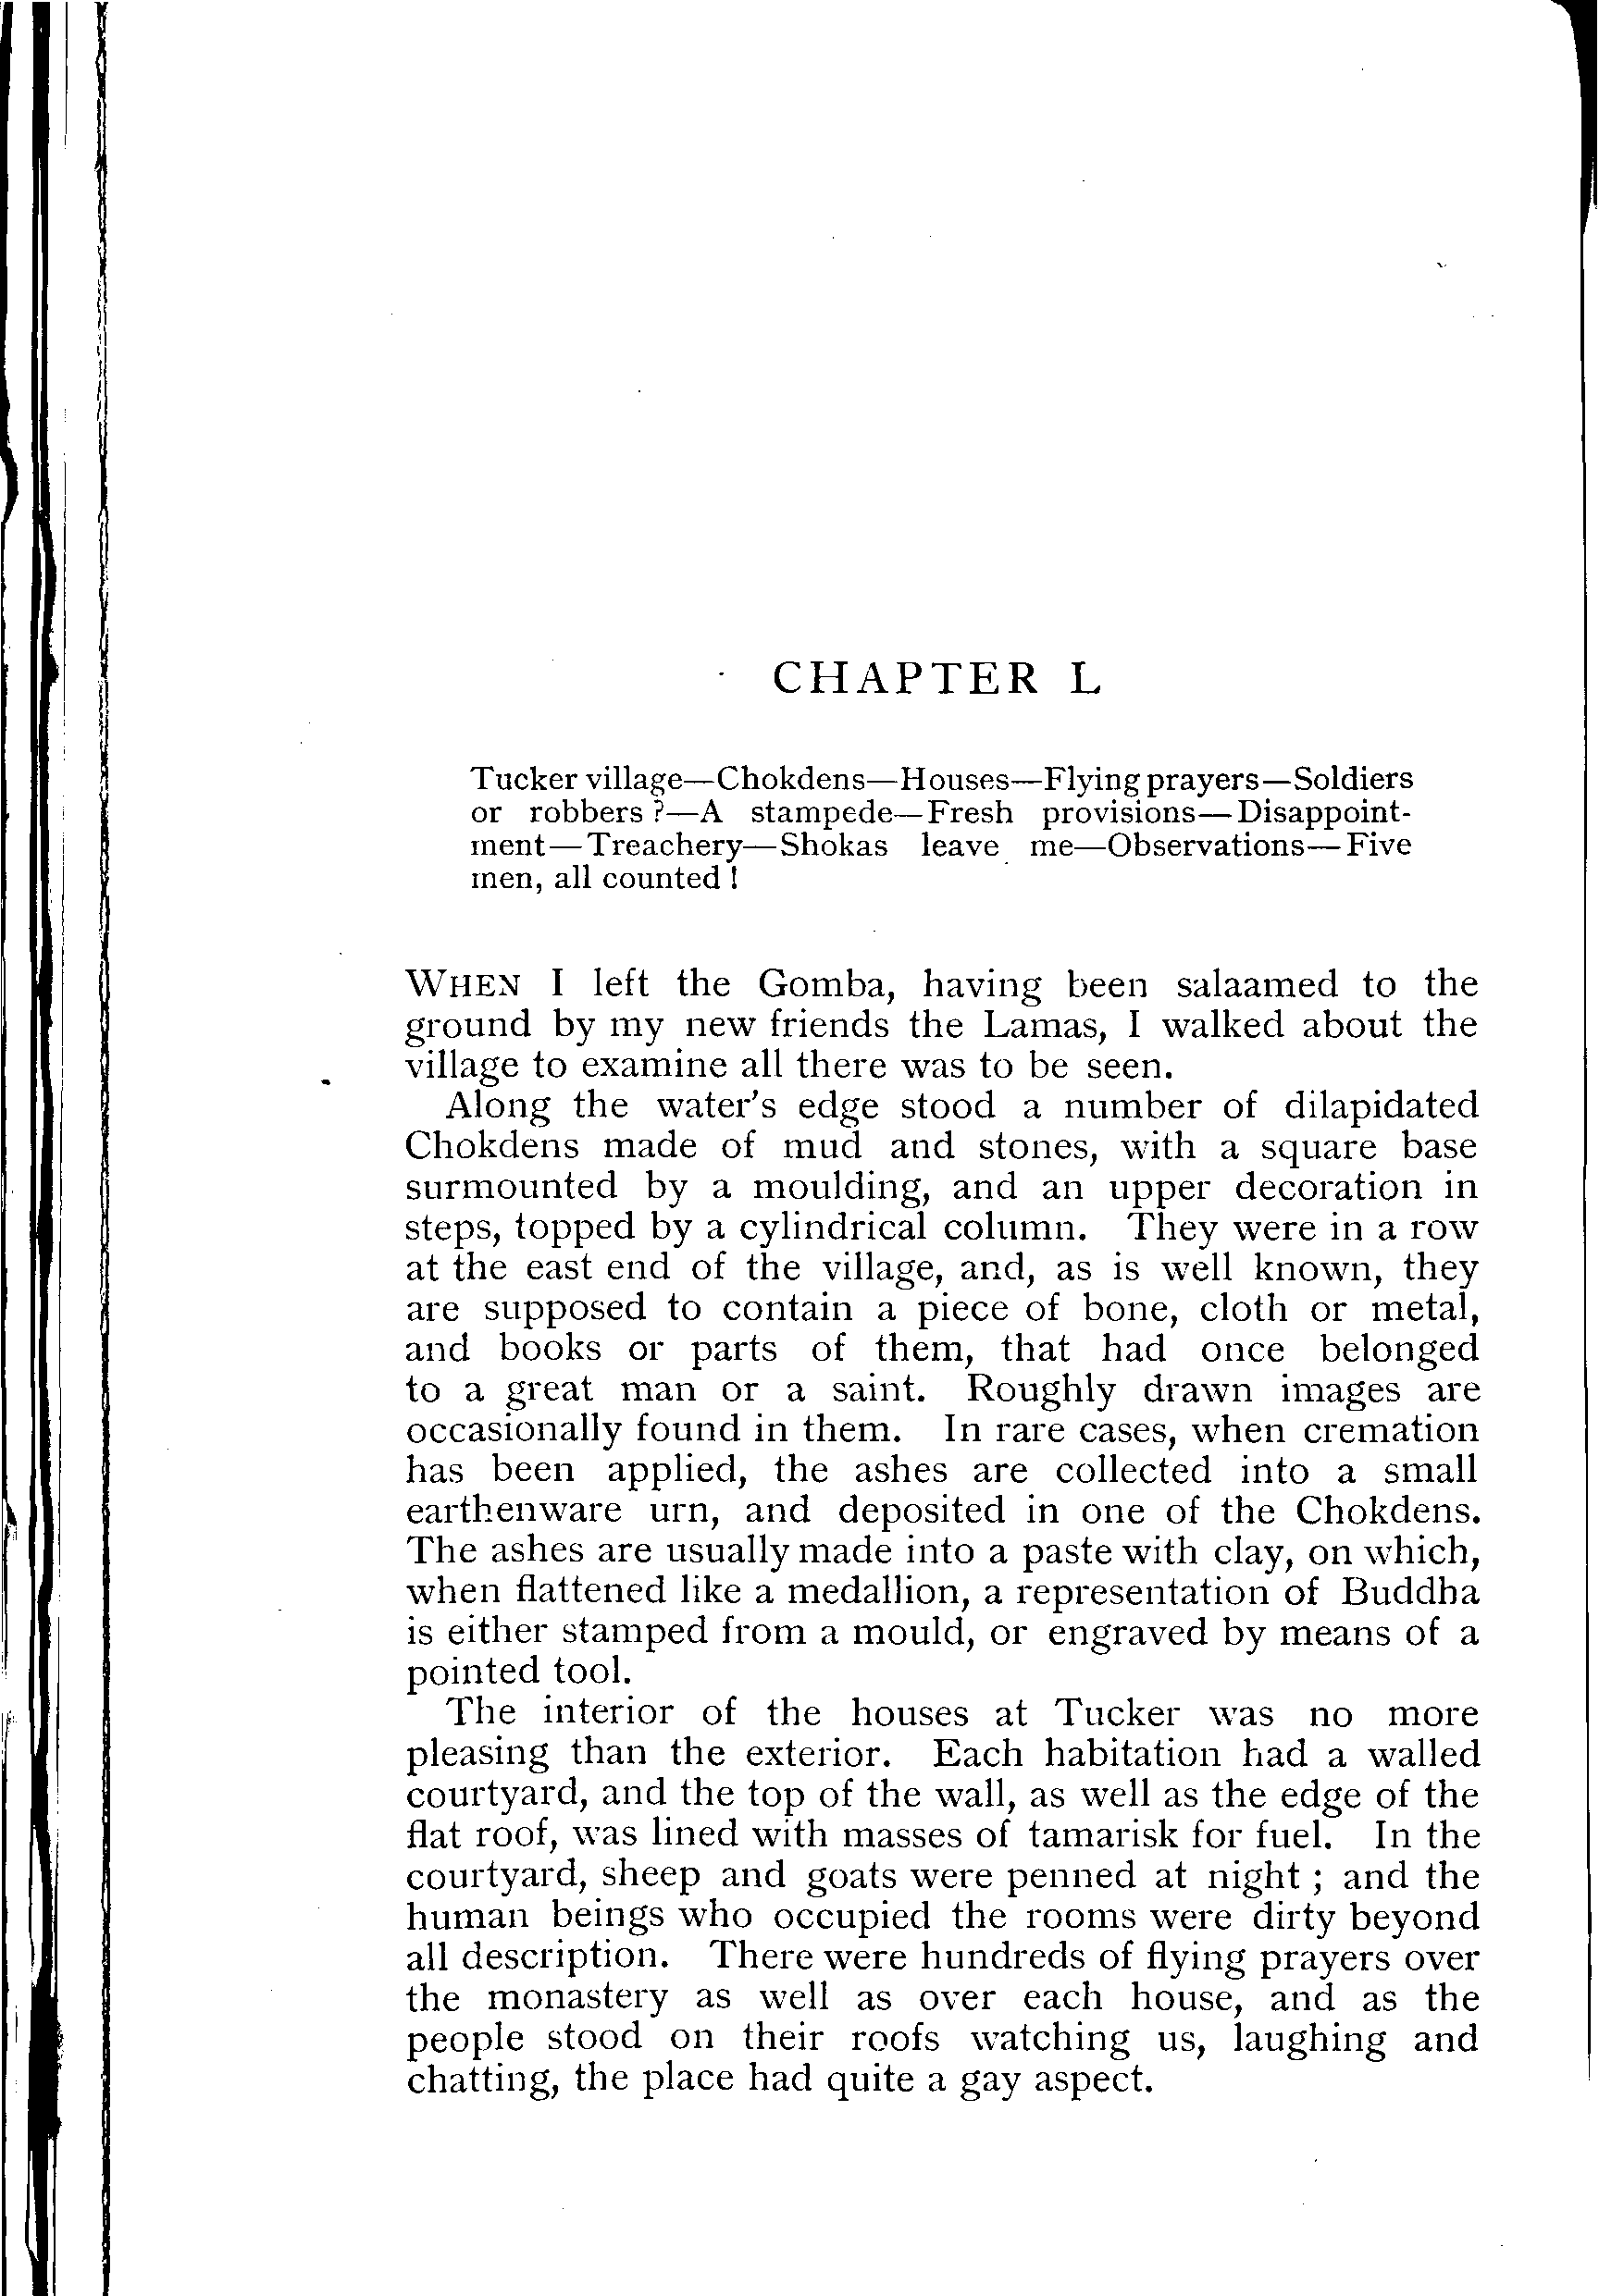 CHAPTER L
Tucker village—Chokdens—Houses—Flying prayers—Soldiers
or robbers ?—A stampede—Fresh provisions—Disappoint-
ment—Treachery—Shokas leave me—Observations—Five
men, all counted !
WHEN I left the Gomba, having been salaamed to the
ground by my new friends the Lamas, I walked about the
village to examine all there was to be seen.
Along the water's edge stood a number of dilapidated
Chokdens made of mud and stones, with a square base
surmounted by a moulding, and an upper decoration in
steps, topped by a cylindrical column. They were in a row
at the east end of the village, and, as is well known, they
are supposed to contain a piece of bone, cloth or metal,
and books or parts of them, that had once belonged
to a great man or a saint. Roughly drawn images are
occasionally found in them. In rare cases, when cremation
has been applied, the ashes are collected into a small
earthenware urn, and deposited in one of the Chokdens.
The ashes are usually made into a paste with clay, on which,
when flattened like a medallion, a representation of Buddha
is either stamped from a mould, or engraved by means of a
pointed tool.
The interior of the houses at Tucker was no more
pleasing than the exterior. Each habitation had a walled
courtyard, and the top of the wall, as well as the edge of the
flat roof, was lined with masses of tamarisk for fuel. In the
courtyard, sheep and goats were penned at night ; and the
human beings who occupied the rooms were dirty beyond
all description. There were hundreds of flying prayers over
the monastery as well as over each house, and as the
people stood on their roofs watching us, laughing and
chatting, the place had quite a gay aspect.